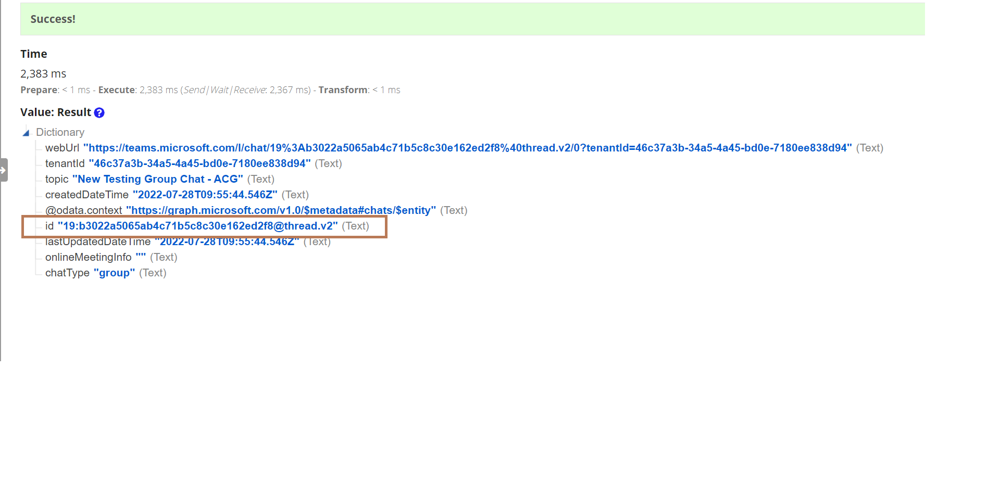 Success!
Time
2,383 ms
Prepare: < 1 ms - Execute: 2,383 ms (Send|Wait|Receive: 2,367 ms) - Transform: < 1 ms
Value: Result ?
Dictionary
webUrl "https://teams.microsoft.com/l/chat/19%3Ab3022a5065ab4c71b5c8c30e162ed2f8%40thread.v2/0?tenantId=46c37a3b-34a5-4a45-bd0e-7180ee838d94" (Text)
tenantId "46c37a3b-34a5-4a45-bd0e-7180ee838d94" (Text)
topic "New Testing Group Chat - ACG" (Text)
createdDateTime "2022-07-28T09:55:44.546Z" (Text)
@odata.context "https://graph.microsoft.com/v1.0/$metadata#chats/$entity" (Text)
id "19:b3022a5065ab4c71b5c8c30e162ed2f8@thread.v2" (Text)
lastUpdatedDateTime "2022-07-28T09:55:44.546Z" (Text)
onlineMeetingInfo "" (Text)
chatType "group" (Text)